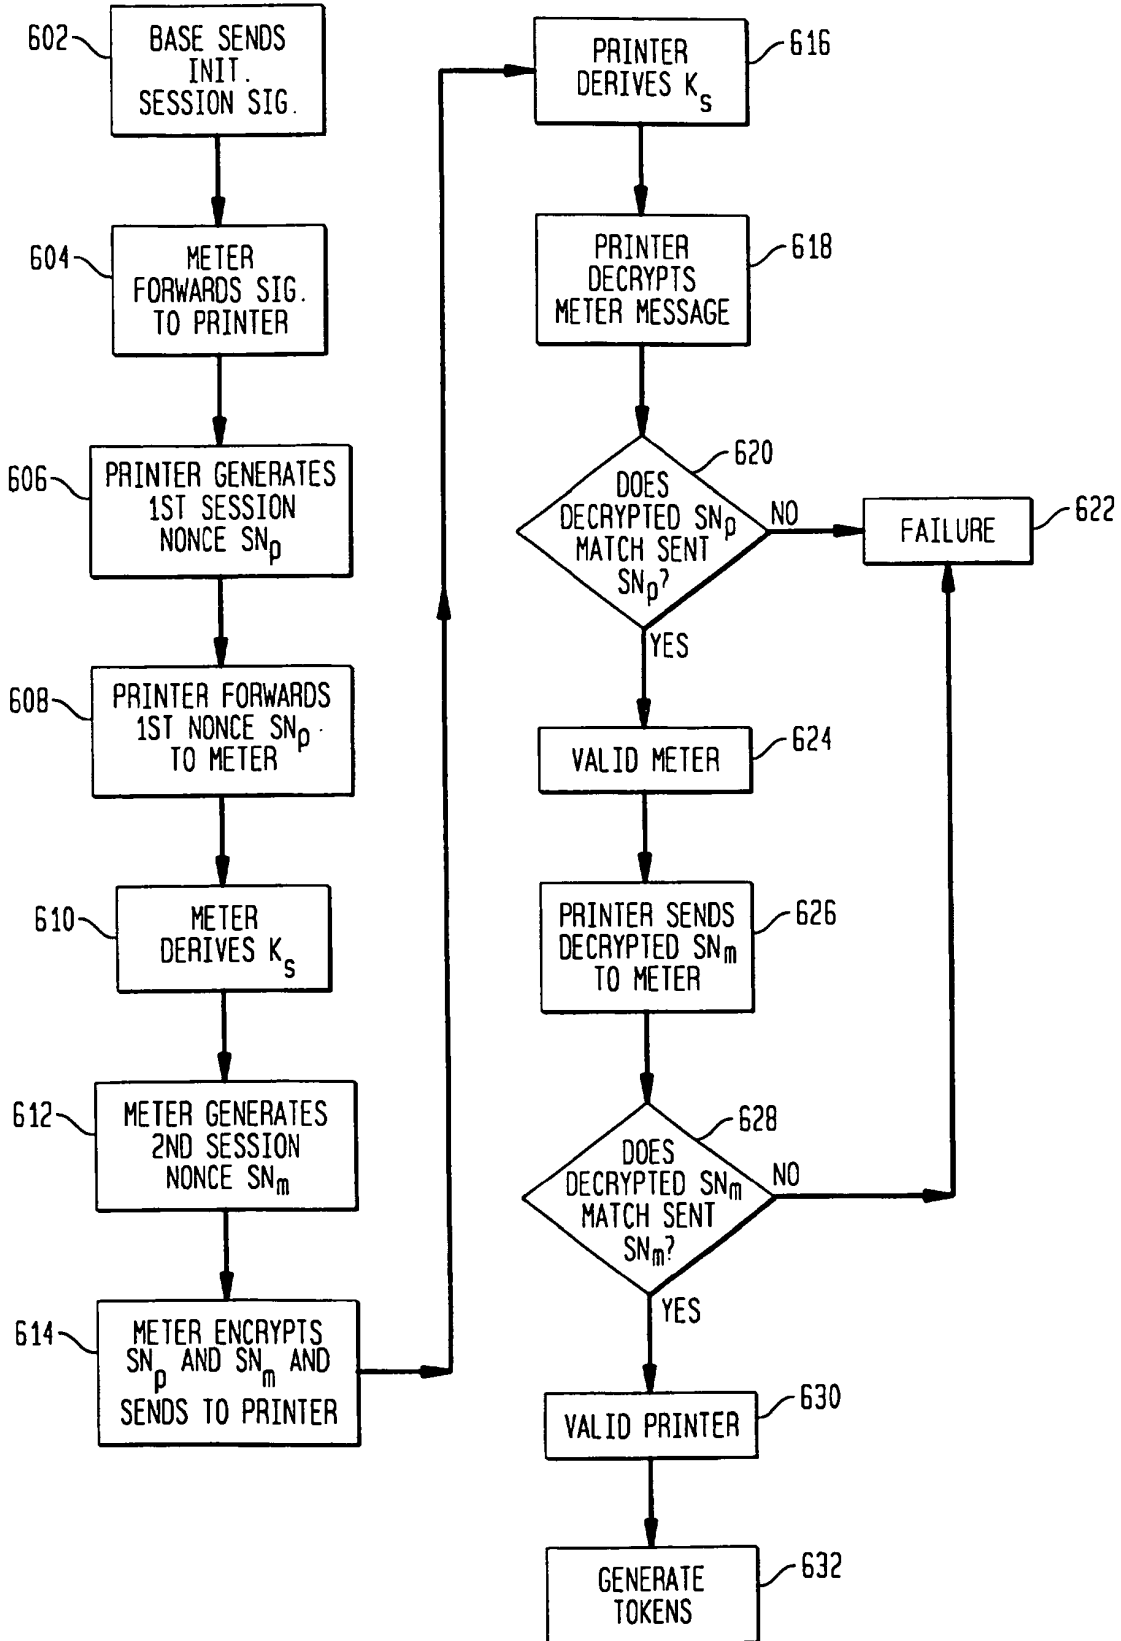 602
BASE SENDS
INIT.
SESSION SIG.
604
METER
FORWARDS SIG.
TO PRINTER
606
PRINTER GENERATES
1ST SESSION
NONCE SNp
608
PRINTER FORWARDS
1ST NONCE SNp
TO METER
610
METER
DERIVES Ks
612
METER GENERATES
2ND SESSION
NONCE SNm
614
METER ENCRYPTS
SNp AND SNm AND
SENDS TO PRINTER
616
PRINTER
DERIVES Ks
618
PRINTER
DECRYPTS
METER MESSAGE
620
DOES
DECRYPTED SNp
MATCH SENT
SNp?
NO
YES
622
FAILURE
624
VALID METER
626
PRINTER SENDS
DECRYPTED SNm
TO METER
628
DOES
DECRYPTED SNm
MATCH SENT
SNm?
NO
YES
630
VALID PRINTER
632
GENERATE
TOKENS